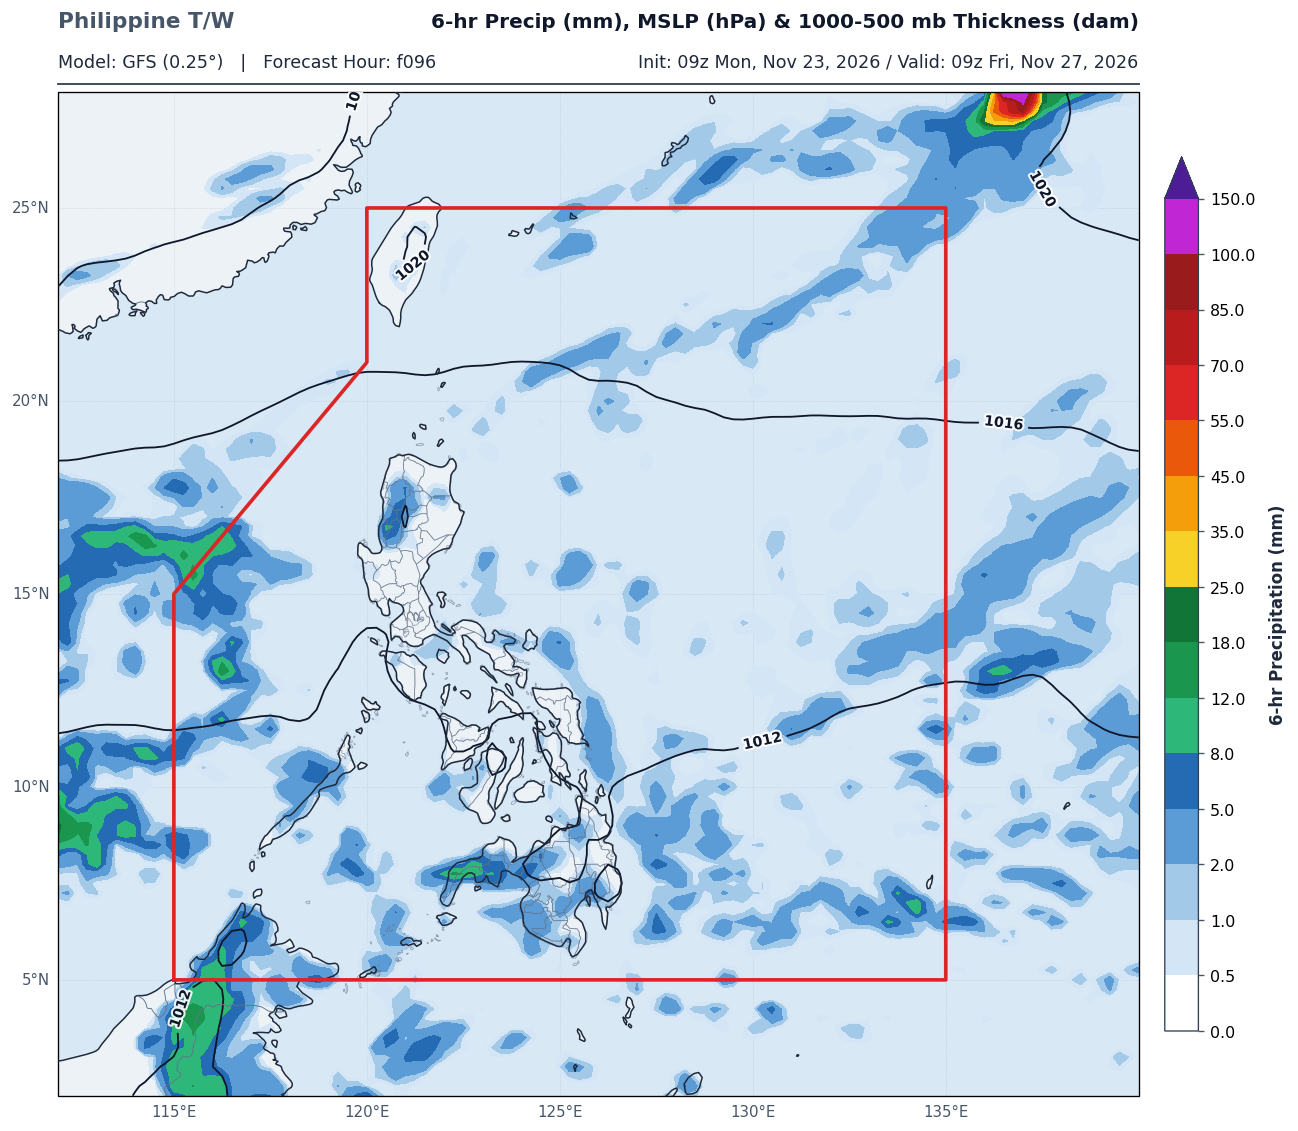 Philippine T/W
6-hr Precip (mm), MSLP (hPa) & 1000-500 mb Thickness (dam)
Model: GFS (0.25°) | Forecast Hour: f096
Init: 09z Mon, Nov 23, 2026 / Valid: 09z Fri, Nov 27, 2026
10
1020
1020
1016
1012
1012
25°N
20°N
15°N
10°N
5°N
115°E
120°E
125°E
130°E
135°E
150.0
100.0
85.0
70.0
55.0
45.0
35.0
25.0
18.0
12.0
8.0
5.0
2.0
1.0
0.5
0.0
6-hr Precipitation (mm)